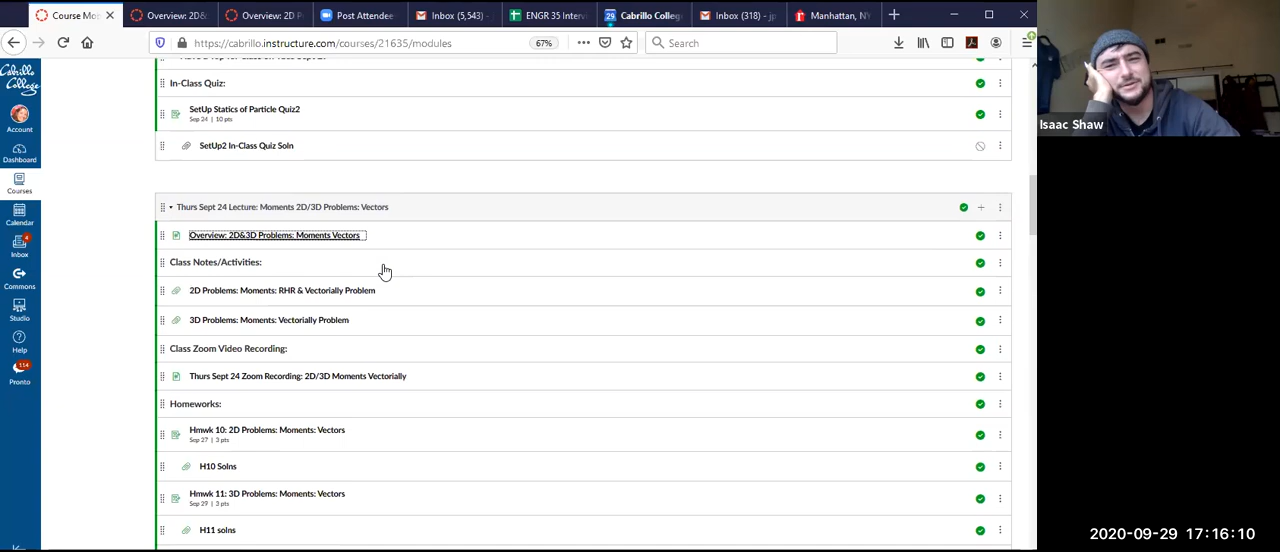 Course Mo
Overview: 2D&
Overview: 2D P
Post Attendee
Inbox (5,543) -
ENGR 35 Interv
Cabrillo College
Inbox (318) - jp
Manhattan, NY
https://cabrillo.instructure.com/courses/21635/modules
67%
Search
Cabrillo College
Account
Dashboard
Courses
Calendar
4
Inbox
Commons
Studio
Help
114
Pronto
In-Class Quiz:
SetUp Statics of Particle Quiz2
Sep 24 | 10 pts
SetUp2 In-Class Quiz Soln
Thurs Sept 24 Lecture: Moments 2D/3D Problems: Vectors
Overview: 2D&3D Problems: Moments Vectors
Class Notes/Activities:
2D Problems: Moments: RHR & Vectorially Problem
3D Problems: Moments: Vectorially Problem
Class Zoom Video Recording:
Thurs Sept 24 Zoom Recording: 2D/3D Moments Vectorially
Homeworks:
Hmwk 10: 2D Problems: Moments: Vectors
Sep 27 | 3 pts
H10 Solns
Hmwk 11: 3D Problems: Moments: Vectors
Sep 29 | 3 pts
H11 solns
Isaac Shaw
2020-09-29 17:16:10